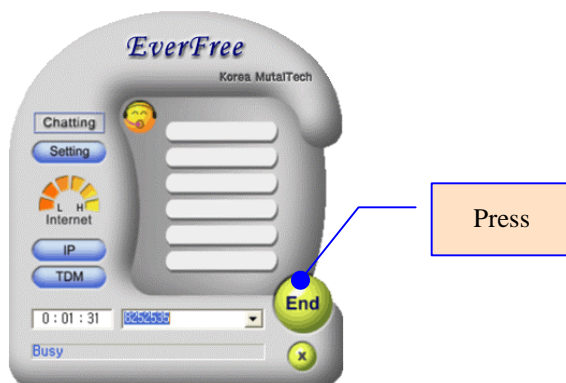 EverFree
Korea MutalTech
Chatting
Setting
L H
Internet
IP
TDM
End
0 : 01 : 31
8252535
Busy
x
Press